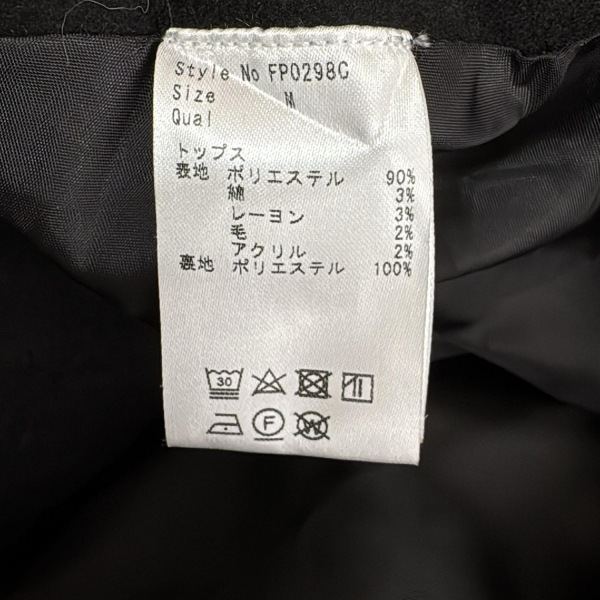 Style No FP0298G
Size M
Qual
トップス
表地 ポリエステル 90%
綿 3%
レーヨン 3%
毛 2%
アクリル 2%
裏地 ポリエステル 100%
30
F
W